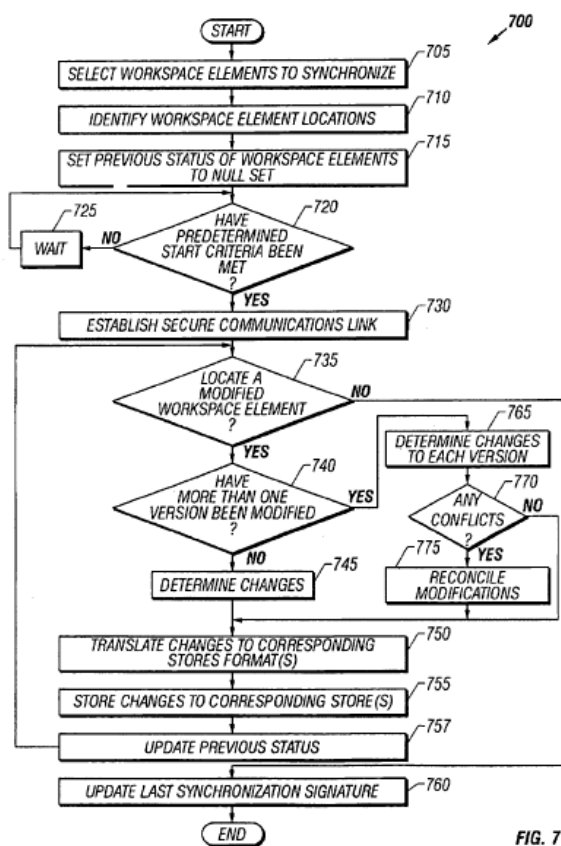 START
700
705
SELECT WORKSPACE ELEMENTS TO SYNCHRONIZE
710
IDENTIFY WORKSPACE ELEMENT LOCATIONS
715
SET PREVIOUS STATUS OF WORKSPACE ELEMENTS
TO NULL SET
720
725
WAIT
NO
HAVE
PREDETERMINED
START CRITERIA BEEN
MET
?
YES
730
ESTABLISH SECURE COMMUNICATIONS LINK
735
LOCATE A
MODIFIED
WORKSPACE ELEMENT
?
NO
YES
740
HAVE
MORE THAN ONE
VERSION BEEN MODIFIED
?
YES
NO
765
DETERMINE CHANGES
TO EACH VERSION
770
ANY
CONFLICTS
?
NO
YES
775
RECONCILE
MODIFICATIONS
745
DETERMINE CHANGES
750
TRANSLATE CHANGES TO CORRESPONDING
STORES FORMAT(S)
755
STORE CHANGES TO CORRESPONDING STORE(S)
757
UPDATE PREVIOUS STATUS
760
UPDATE LAST SYNCHRONIZATION SIGNATURE
END
FIG. 7